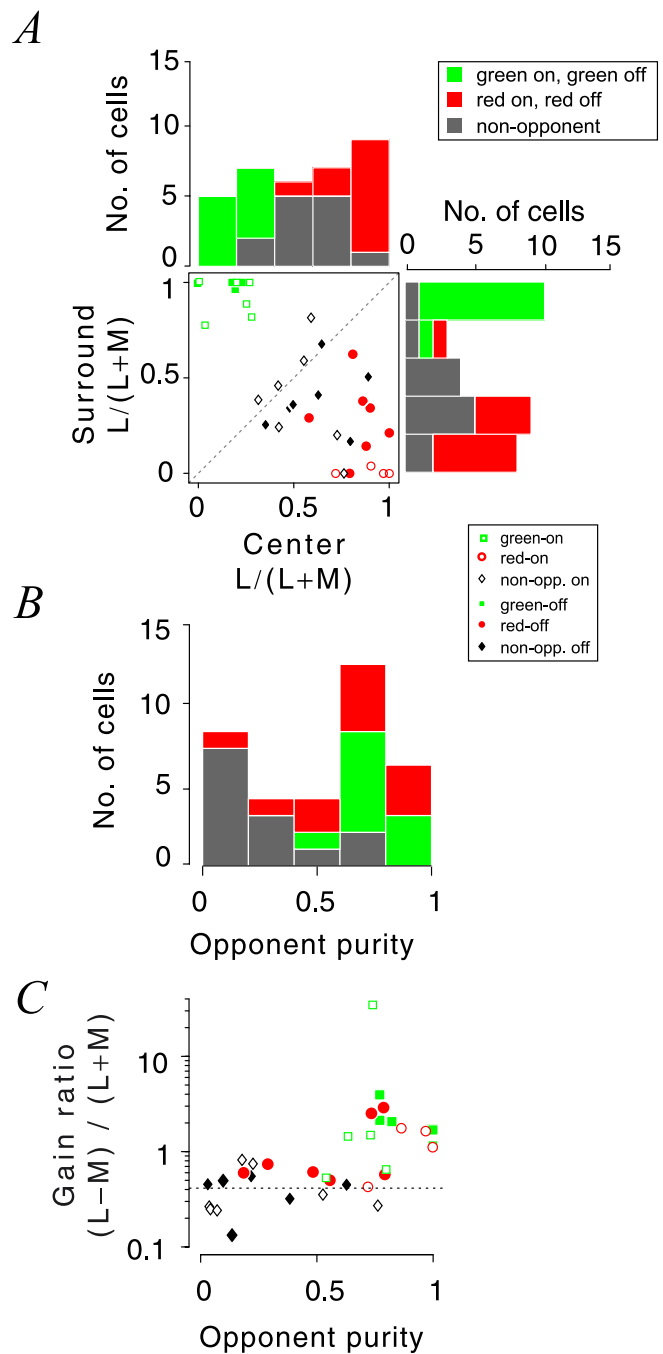 A
15
10
5
0
No. of cells
green on, green off
red on, red off
non-opponent
No. of cells
0 5 10 15
1
0.5
0
Surround
L/(L+M)
0 0.5 1
Center
L/(L+M)
green-on
red-on
non-opp. on
green-off
red-off
non-opp. off
B
15
10
5
0
No. of cells
0 0.5 1
Opponent purity
C
10
1
0.1
Gain ratio
(L−M) / (L+M)
0 0.5 1
Opponent purity